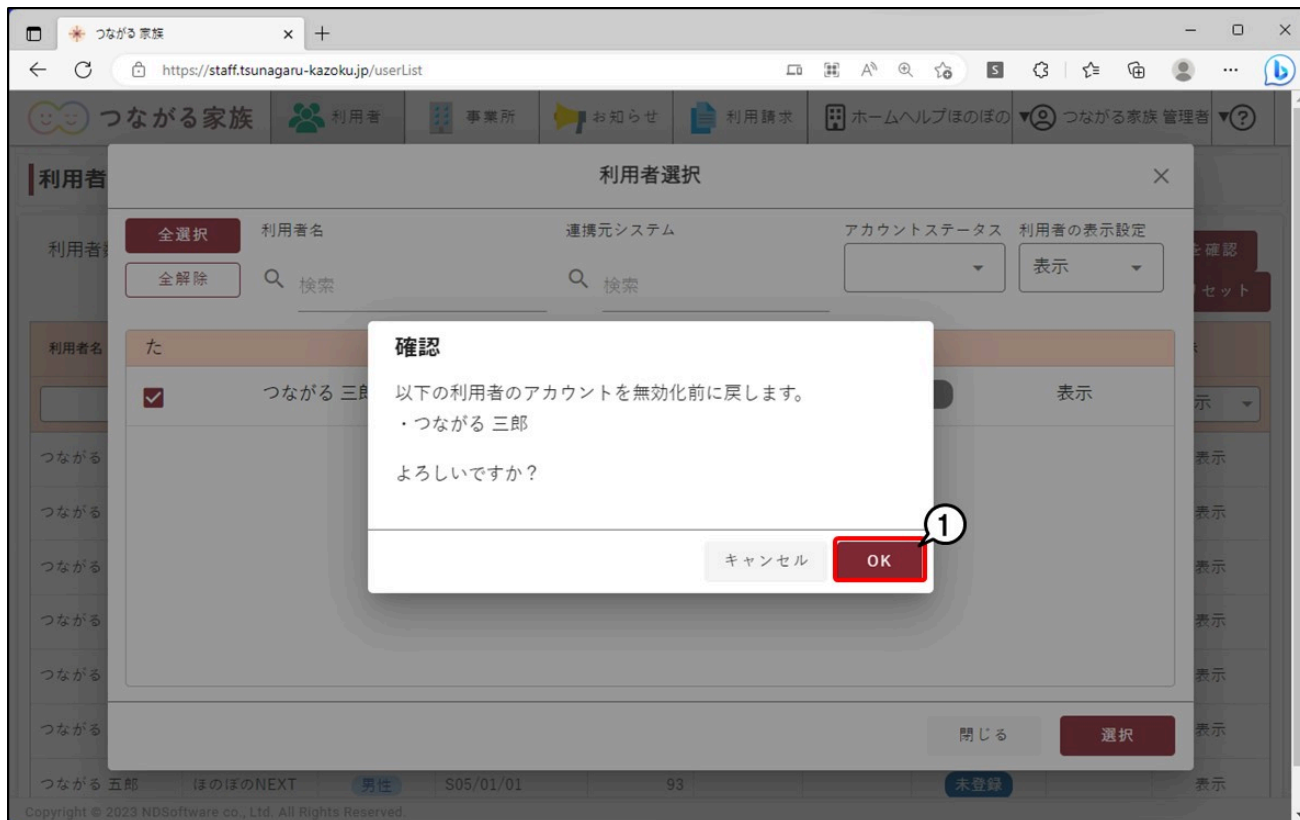 つながる 家族
https://staff.tsunagaru-kazoku.jp/userList
つながる家族 利用者 事業所 お知らせ 利用請求 ホームヘルプほのぼの ▼ つながる家族 管理者 ▼?
利用者
利用者選択
利用者
全選択 利用者名 連携元システム アカウントステータス 利用者の表示設定
を確認
全解除 検索 検索 表示
リセット
利用者名 た
つながる 三郎 表示
示
確認
以下の利用者のアカウントを無効化前に戻します。
・つながる 三郎
よろしいですか？
1
キャンセル OK
つながる 表示
つながる 表示
つながる 表示
つながる 表示
つながる 表示
つながる 表示
閉じる 選択
つながる 五郎 ほのぼのNEXT 男性 S05/01/01 93 未登録 表示
Copyright © 2023 NDSoftware co., Ltd. All Rights Reserved